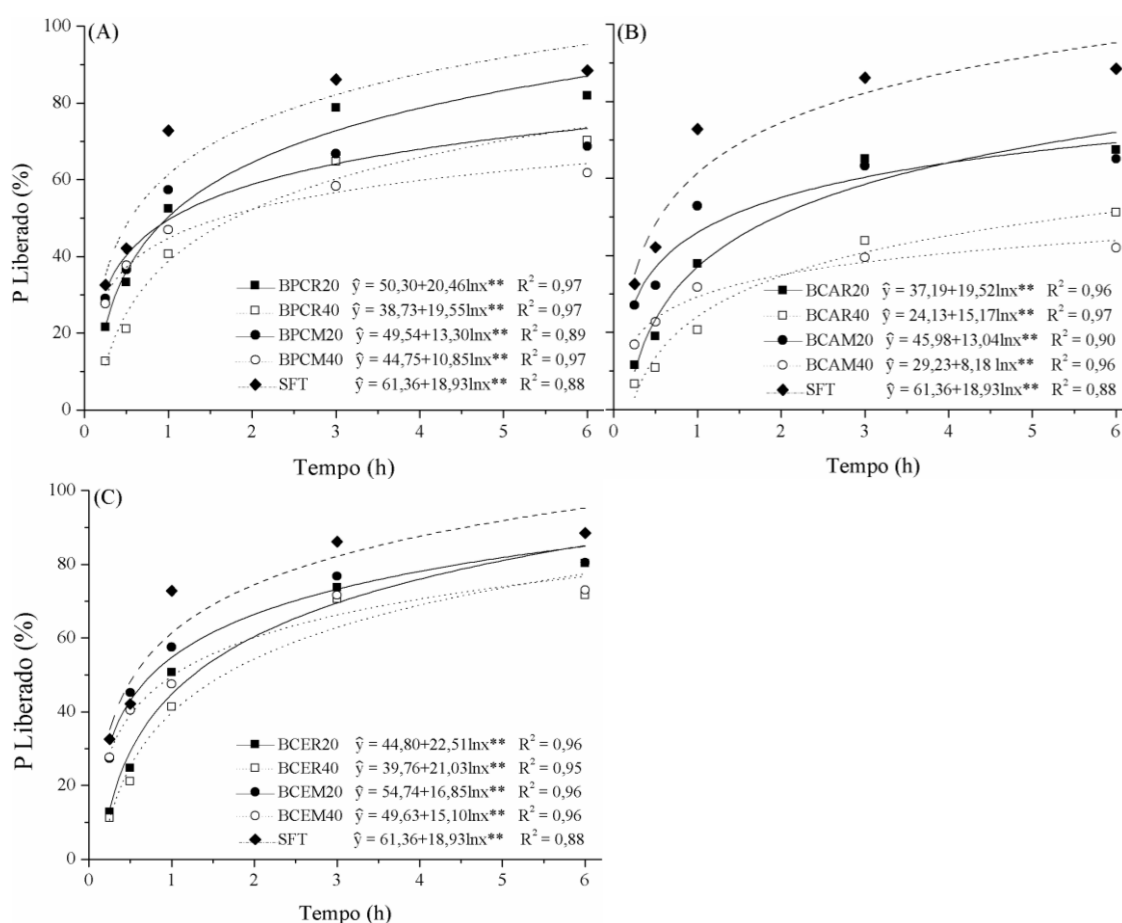 (A)
P Liberado (%)
100
80
60
40
20
0
BPCR20 ŷ = 50,30+20,46lnx** R² = 0,97
BPCR40 ŷ = 38,73+19,55lnx** R² = 0,97
BPCM20 ŷ = 49,54+13,30lnx** R² = 0,89
BPCM40 ŷ = 44,75+10,85lnx** R² = 0,97
SFT ŷ = 61,36+18,93lnx** R² = 0,88
0 1 2 3 4 5 6
Tempo (h)
(B)
BCAR20 ŷ = 37,19+19,52lnx** R² = 0,96
BCAR40 ŷ = 24,13+15,17lnx** R² = 0,97
BCAM20 ŷ = 45,98+13,04lnx** R² = 0,90
BCAM40 ŷ = 29,23+8,18 lnx** R² = 0,96
SFT ŷ = 61,36+18,93lnx** R² = 0,88
0 1 2 3 4 5 6
Tempo (h)
(C)
P Liberado (%)
100
80
60
40
20
0
BCER20 ŷ = 44,80+22,51lnx** R² = 0,96
BCER40 ŷ = 39,76+21,03lnx** R² = 0,95
BCEM20 ŷ = 54,74+16,85lnx** R² = 0,96
BCEM40 ŷ = 49,63+15,10lnx** R² = 0,96
SFT ŷ = 61,36+18,93lnx** R² = 0,88
0 1 2 3 4 5 6
Tempo (h)